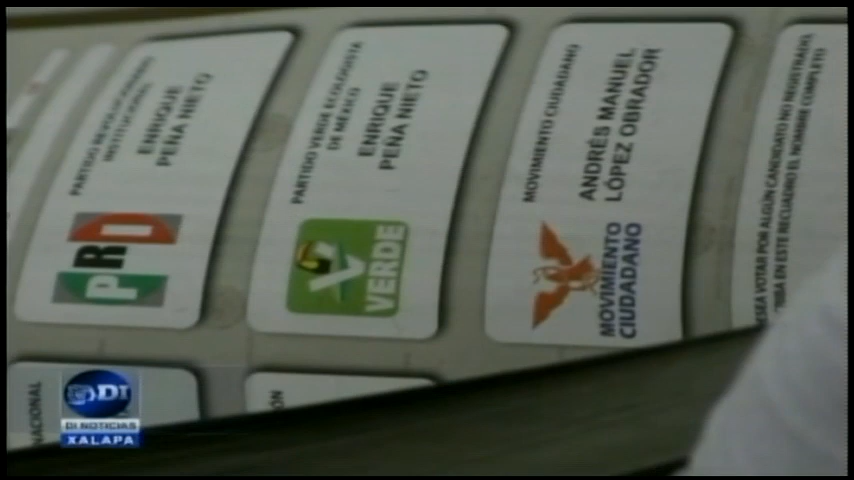 PARTIDO REVOLUCIONARIO
INSTITUCIONAL
ENRIQUE
PEÑA NIETO
PRI
PARTIDO VERDE ECOLOGISTA
DE MÉXICO
ENRIQUE
PEÑA NIETO
VERDE
MOVIMIENTO CIUDADANO
ANDRÉS MANUEL
LÓPEZ OBRADOR
MOVIMIENTO
CIUDADANO
DESEA VOTAR POR ALGÚN CANDIDATO NO REGISTRADO,
RIBA EN ESTE RECUADRO EL NOMBRE COMPLETO
NACIONAL
ÓN
DI
DI NOTICIAS
XALAPA